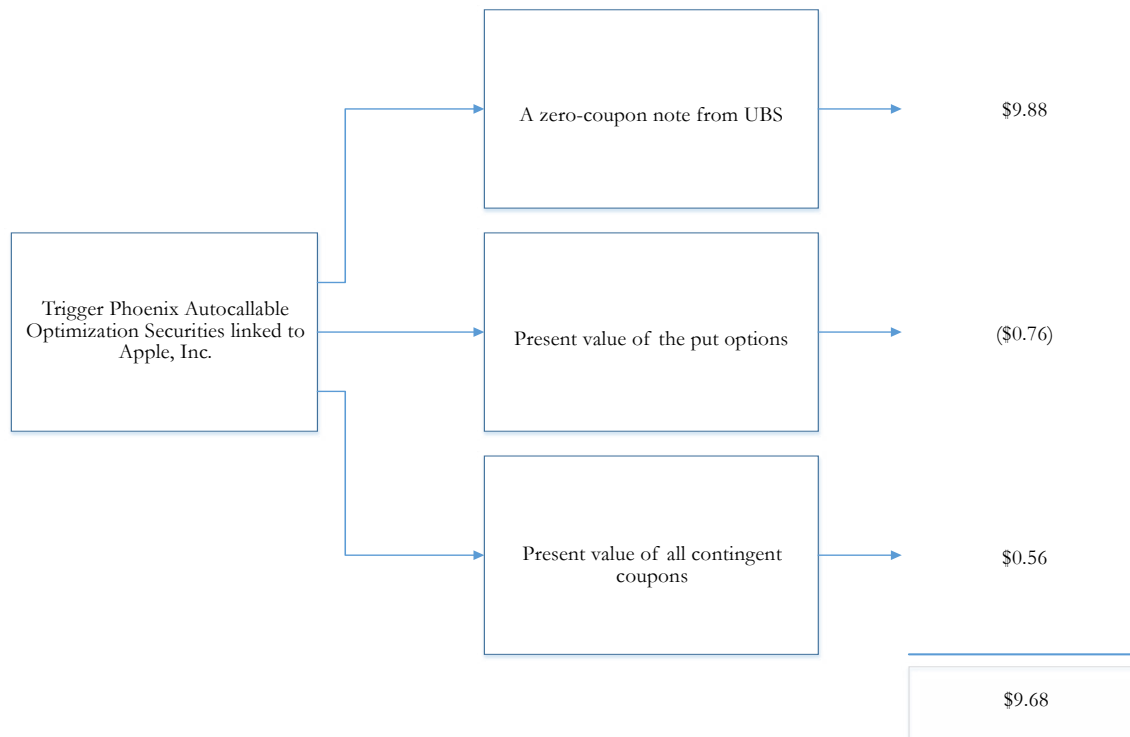 A zero-coupon note from UBS
$9.88
Trigger Phoenix Autocallable
Optimization Securities linked to
Apple, Inc.
Present value of the put options
($0.76)
Present value of all contingent
coupons
$0.56
$9.68